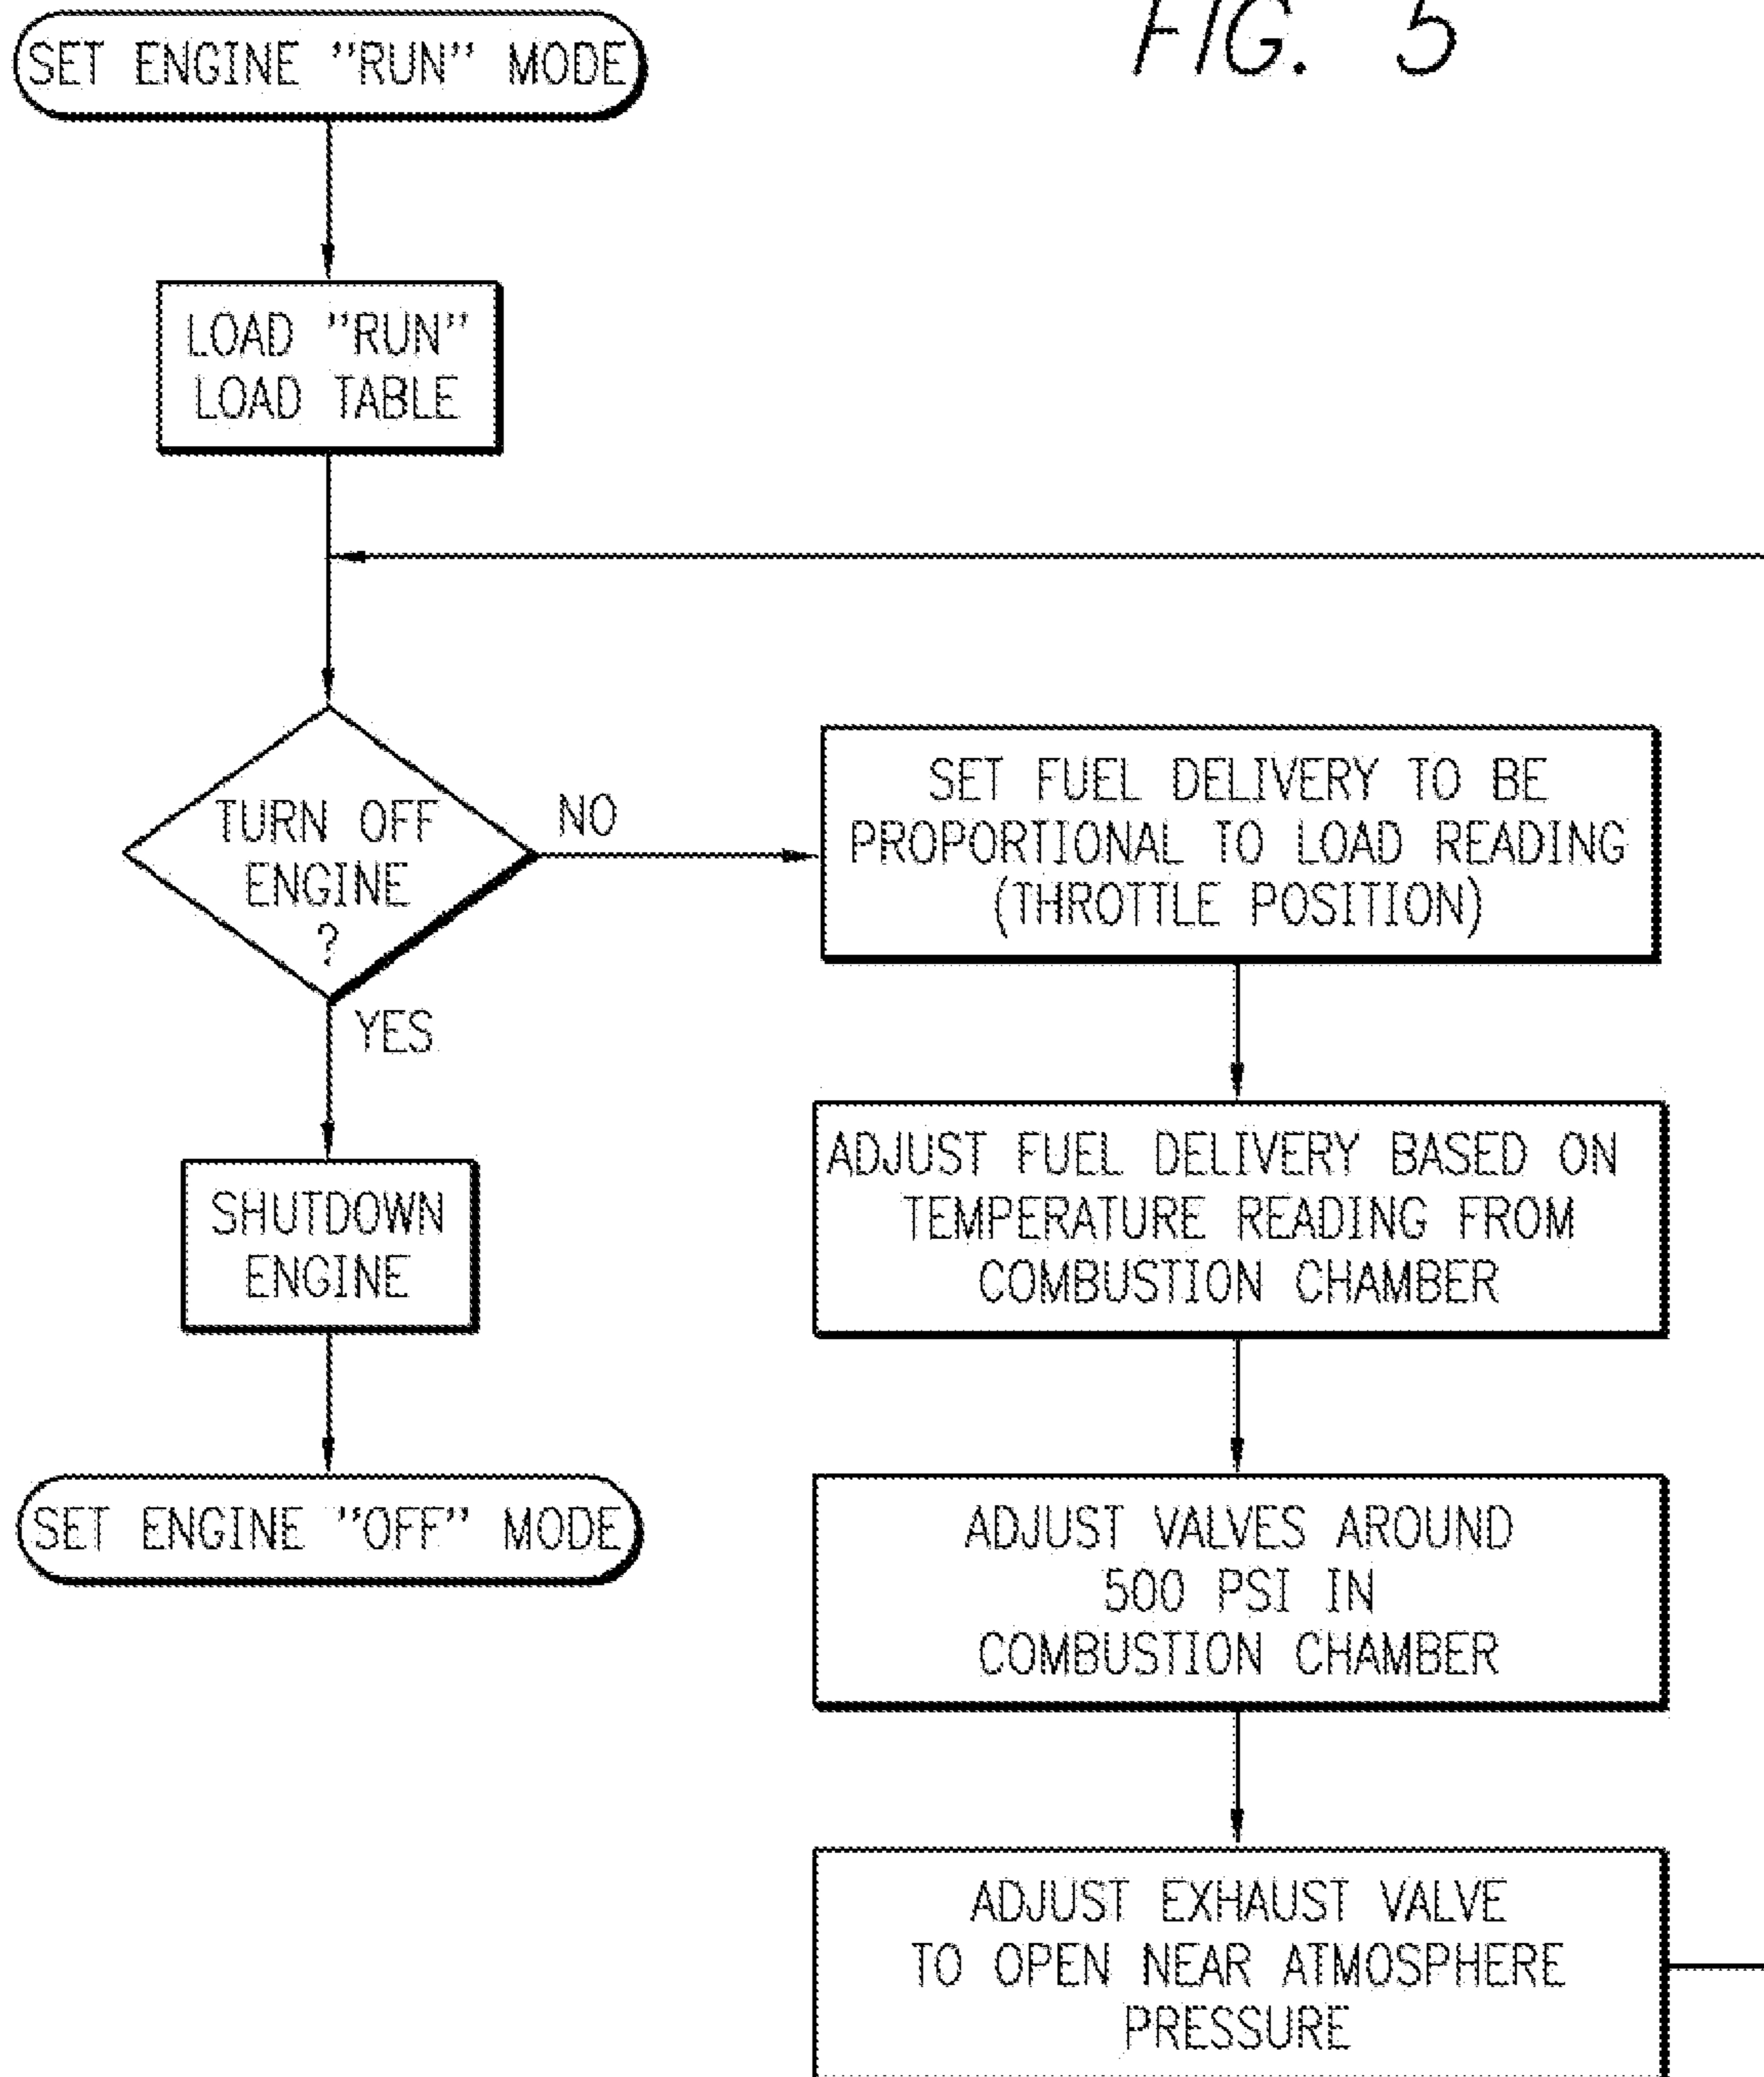 FIG. 5
SET ENGINE "RUN" MODE
LOAD "RUN"
LOAD TABLE
TURN OFF
ENGINE
?
NO
YES
SHUTDOWN
ENGINE
SET ENGINE "OFF" MODE
SET FUEL DELIVERY TO BE
PROPORTIONAL TO LOAD READING
(THROTTLE POSITION)
ADJUST FUEL DELIVERY BASED ON
TEMPERATURE READING FROM
COMBUSTION CHAMBER
ADJUST VALVES AROUND
500 PSI IN
COMBUSTION CHAMBER
ADJUST EXHAUST VALVE
TO OPEN NEAR ATMOSPHERE
PRESSURE